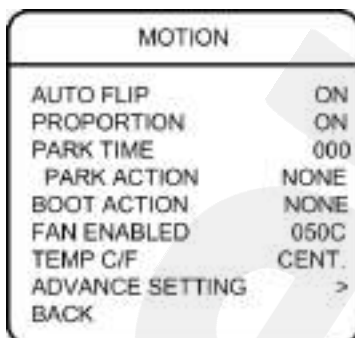 MOTION
AUTO FLIP ON
PROPORTION ON
PARK TIME 000
PARK ACTION NONE
BOOT ACTION NONE
FAN ENABLED 050C
TEMP C/F CENT.
ADVANCE SETTING >
BACK